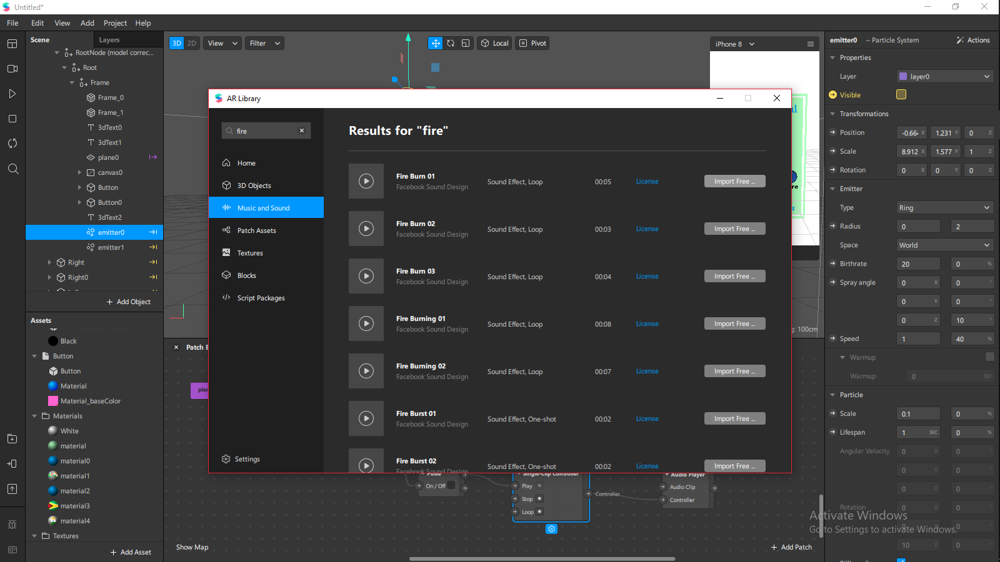 Untitled*
File Edit View Add Project Help
Scene Layers
RootNode (model correc...
Root
Frame
Frame_0
Frame_1
3dText0
3dText1
plane0
canvas0
Button
Button0
3dText2
emitter0
emitter1
Right
Right0
+ Add Object
Assets
Black
Button
Button
Material
Material_baseColor
Materials
White
material
material0
material1
material2
material3
material4
Textures
+ Add Asset
3D 2D View Filter Local Pivot
iPhone 8
AR Library
fire
Home
3D Objects
Music and Sound
Patch Assets
Textures
Blocks
Script Packages
Settings
Results for "fire"
Fire Burn 01
Facebook Sound Design
Sound Effect, Loop 00:05 License Import Free ...
Fire Burn 02
Facebook Sound Design
Sound Effect, Loop 00:03 License Import Free ...
Fire Burn 03
Facebook Sound Design
Sound Effect, Loop 00:04 License Import Free ...
Fire Burning 01
Facebook Sound Design
Sound Effect, Loop 00:08 License Import Free ...
Fire Burning 02
Facebook Sound Design
Sound Effect, Loop 00:07 License Import Free ...
Fire Burst 01
Facebook Sound Design
Sound Effect, One-shot 00:02 License Import Free ...
Fire Burst 02
Facebook Sound Design
Sound Effect, One-shot 00:02 License Import Free ...
g: 100cm
Patch E
plan
Pulse
On / Off
Single-Clip Controller
Play
Stop
Loop
Controller
Audio Player
Audio Clip
Controller
Show Map
+ Add Patch
emitter0 – Particle System Actions
Properties
Layer layer0
Visible
Transformations
Position -0.66 X 1.231 Y 0 Z
Scale 8.912 X 1.577 Y 1 Z
Rotation 0 X 0 Y 0 Z
Emitter
Type Ring
Radius 0 2
Space World
Birthrate 20 0 %
Spray angle 0 X 0 °
0 Y 0 °
0 Z 10 °
Speed 1 40 %
Warmup
Warmup 0 SEC
Particle
Scale 0.1 0 %
Lifespan 1 SEC 0 %
Angular Velocity 0 X 0
0 Y 0
0 Z 0
Rotation 0 X 0
0 Y 0
10 Z 0
Activate Windows
Go to Settings to activate Windows.